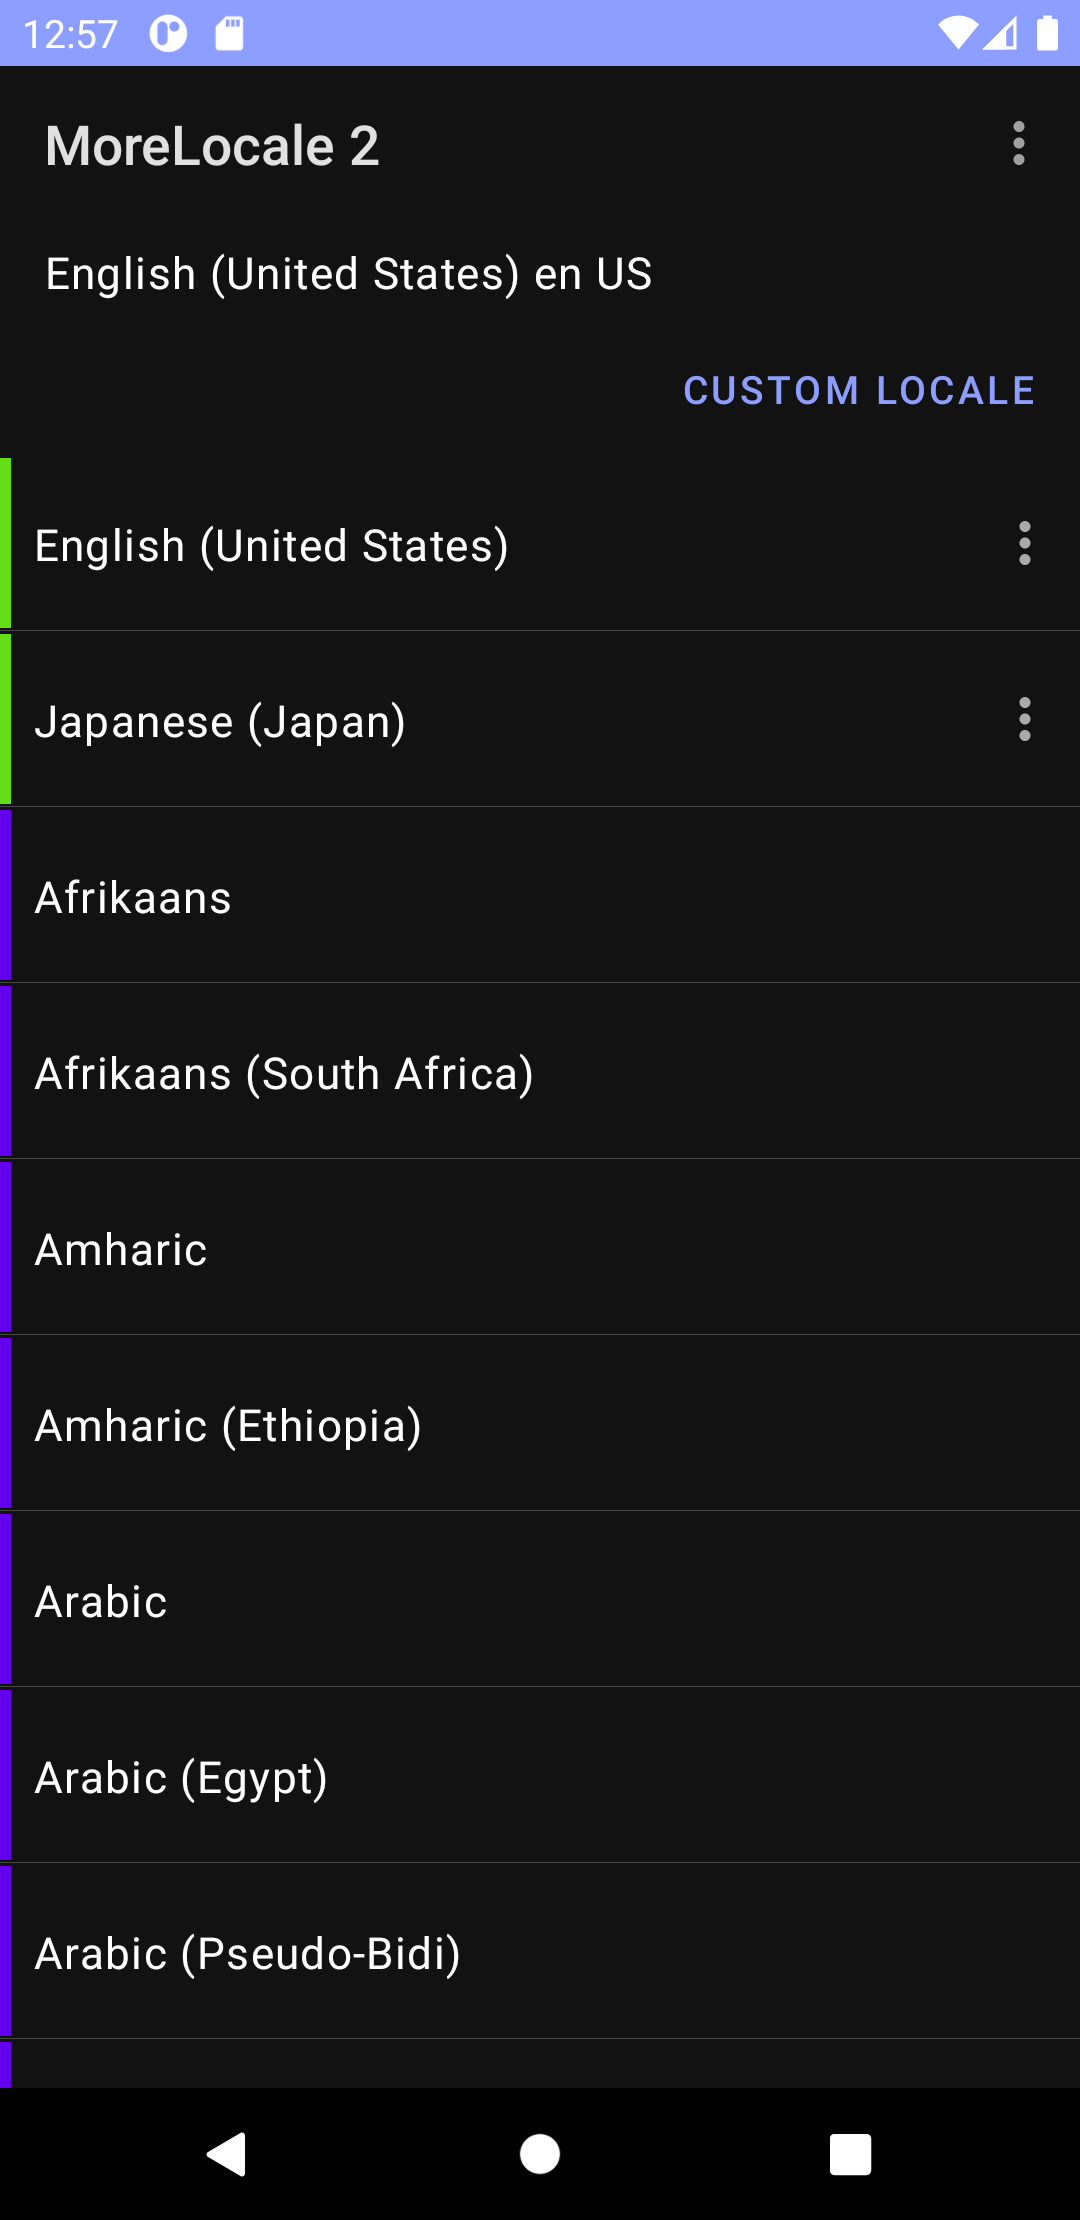 12:57
MoreLocale 2
English (United States) en US
CUSTOM LOCALE
English (United States)
Japanese (Japan)
Afrikaans
Afrikaans (South Africa)
Amharic
Amharic (Ethiopia)
Arabic
Arabic (Egypt)
Arabic (Pseudo-Bidi)